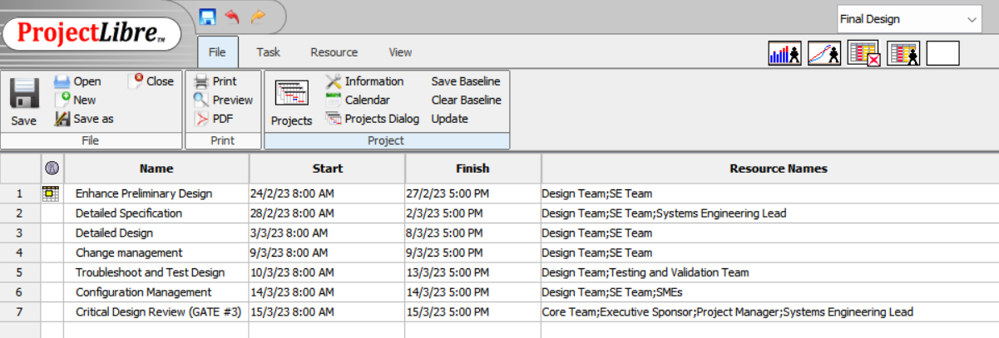 Final Design
ProjectLibre™
File Task Resource View
Open Close Print Information Save Baseline
New Preview Calendar Clear Baseline
Save Save as PDF Projects Projects Dialog Update
File Print Project
Name Start Finish Resource Names
1 Enhance Preliminary Design 24/2/23 8:00 AM 27/2/23 5:00 PM Design Team;SE Team
2 Detailed Specification 28/2/23 8:00 AM 2/3/23 5:00 PM Design Team;SE Team;Systems Engineering Lead
3 Detailed Design 3/3/23 8:00 AM 8/3/23 5:00 PM Design Team;SE Team
4 Change management 9/3/23 8:00 AM 9/3/23 5:00 PM Design Team;SE Team
5 Troubleshoot and Test Design 10/3/23 8:00 AM 13/3/23 5:00 PM Design Team;Testing and Validation Team
6 Configuration Management 14/3/23 8:00 AM 14/3/23 5:00 PM Design Team;SE Team;SMEs
7 Critical Design Review (GATE #3) 15/3/23 8:00 AM 15/3/23 5:00 PM Core Team;Executive Sponsor;Project Manager;Systems Engineering Lead